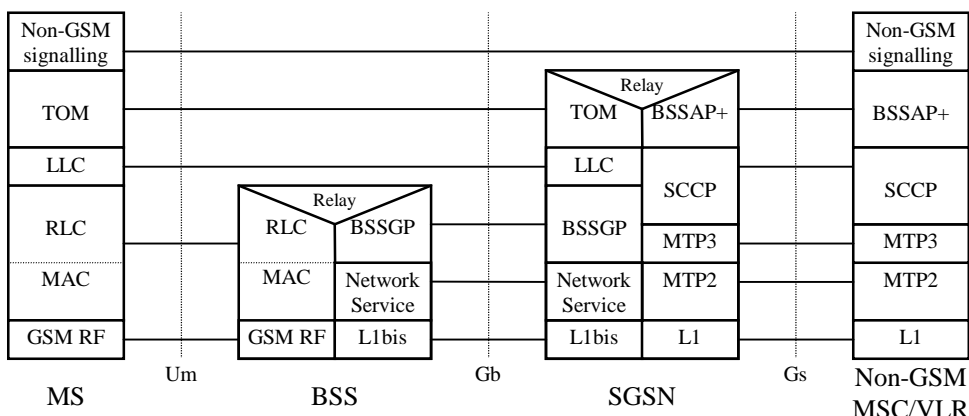 Non-GSM
signalling
Non-GSM
signalling
Relay
TOM
TOM
BSSAP+
BSSAP+
LLC
LLC
SCCP
SCCP
Relay
RLC
RLC
BSSGP
BSSGP
MTP3
MTP3
MAC
MAC
Network
Service
Network
Service
MTP2
MTP2
GSM RF
GSM RF
L1bis
L1bis
L1
L1
Um
Gb
Gs
MS
BSS
SGSN
Non-GSM
MSC/VLR